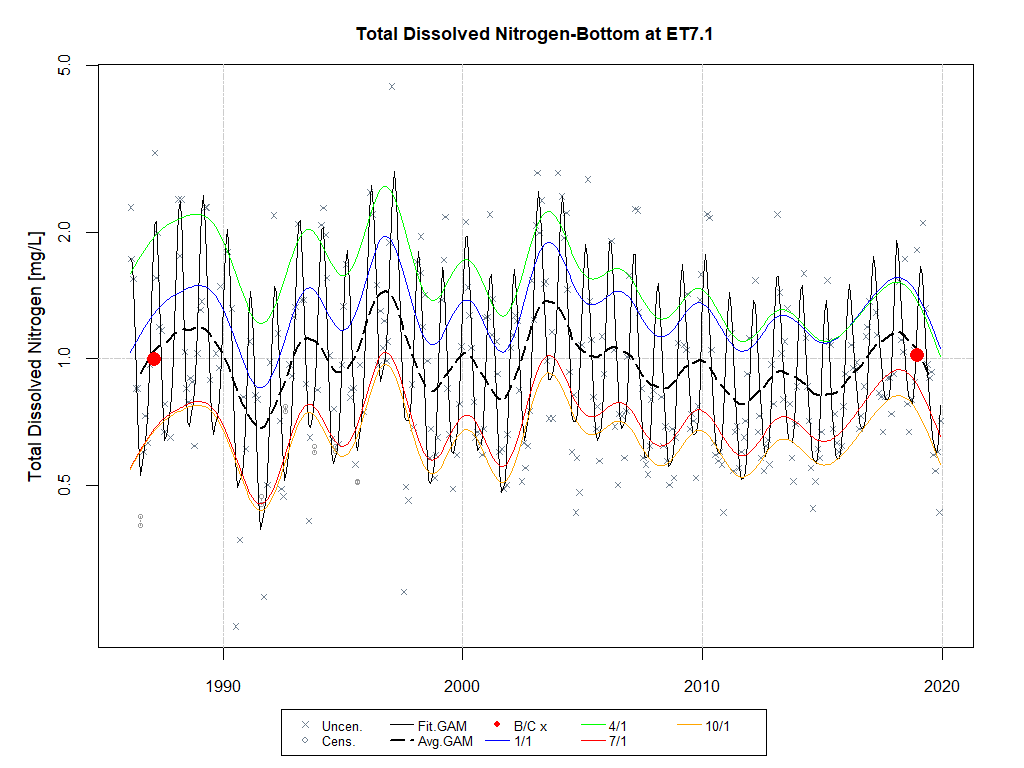 Total Dissolved Nitrogen-Bottom at ET7.1
Total Dissolved Nitrogen [mg/L]
5.0
2.0
1.0
0.5
1990 2000 2010 2020
Uncen. Fit.GAM B/C x 4/1 10/1
Cens. Avg.GAM 1/1 7/1